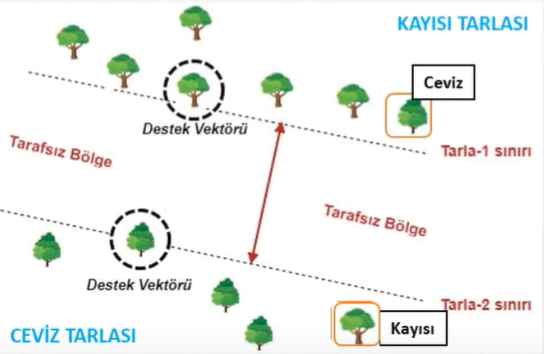 KAYISI TARLASI
Ceviz
Destek Vektörü
Tarla-1 sınırı
Tarafsız Bölge
Tarafsız Bölge
Destek Vektörü
Tarla-2 sınırı
CEVİZ TARLASI
Kayısı